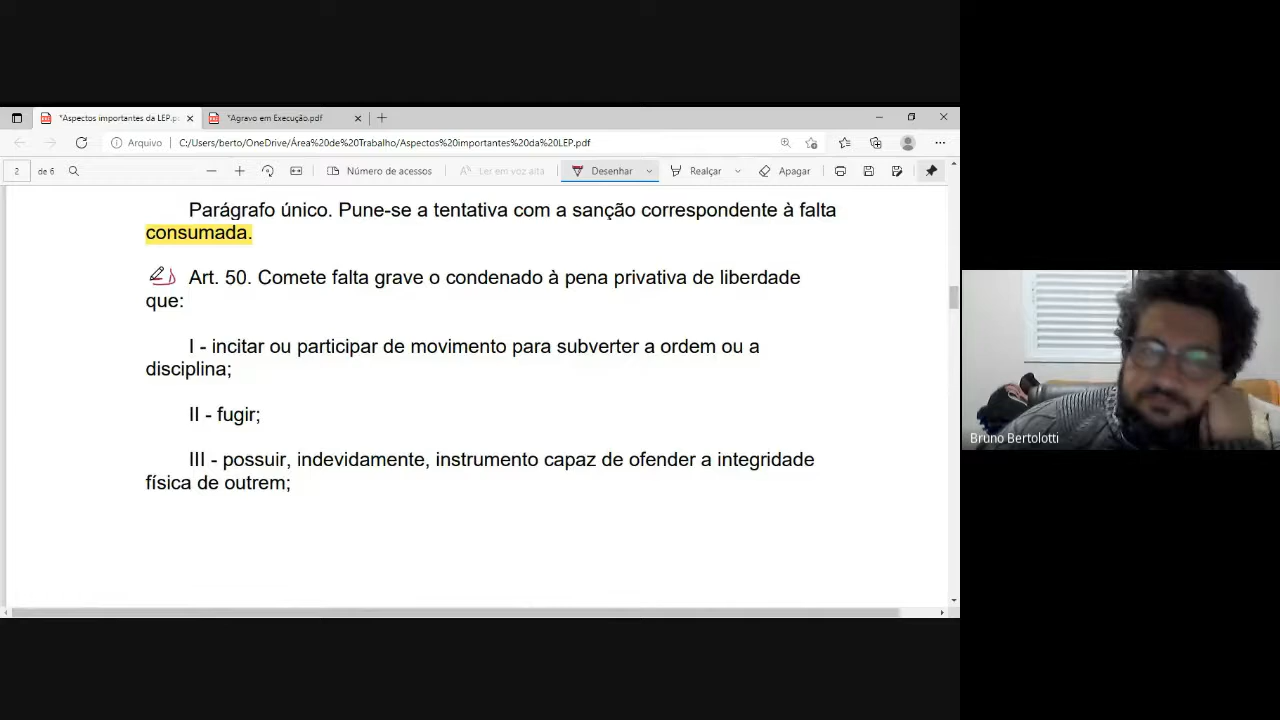 *Aspectos importantes da LEP.p
*Agravo em Execução.pdf
Arquivo
C:/Users/berto/OneDrive/Área%20de%20Trabalho/Aspectos%20importantes%20da%20LEP.pdf
2
de 6
Número de acessos
Ler em voz alta
Desenhar
Realçar
Apagar
Parágrafo único. Pune-se a tentativa com a sanção correspondente à falta
consumada.
Art. 50. Comete falta grave o condenado à pena privativa de liberdade
que:
I - incitar ou participar de movimento para subverter a ordem ou a
disciplina;
II - fugir;
III - possuir, indevidamente, instrumento capaz de ofender a integridade
física de outrem;
Bruno Bertolotti